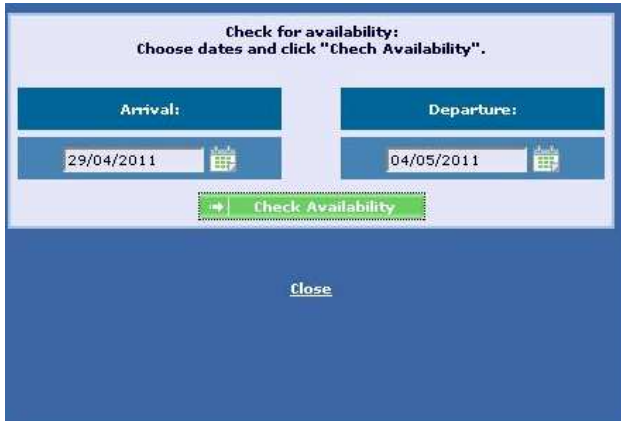 Check for availability:
Choose dates and click "Chech Availability".
Arrival:
Departure:
29/04/2011
04/05/2011
Check Availability
Close